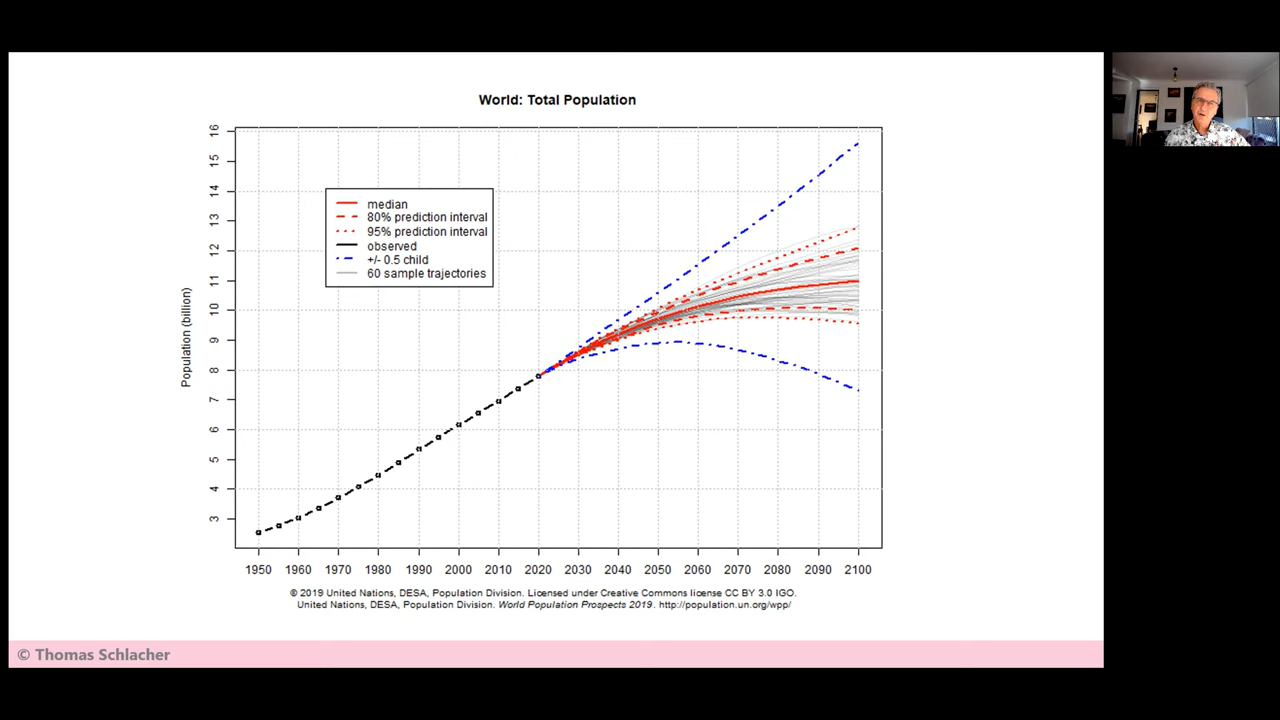 World: Total Population
16
15
14
13
12
11
10
9
8
7
6
5
4
3
Population (billion)
median
80% prediction interval
95% prediction interval
observed
+/- 0.5 child
60 sample trajectories
1950 1960 1970 1980 1990 2000 2010 2020 2030 2040 2050 2060 2070 2080 2090 2100
© 2019 United Nations, DESA, Population Division. Licensed under Creative Commons license CC BY 3.0 IGO.
United Nations, DESA, Population Division. World Population Prospects 2019. http://population.un.org/wpp/
© Thomas Schlacher